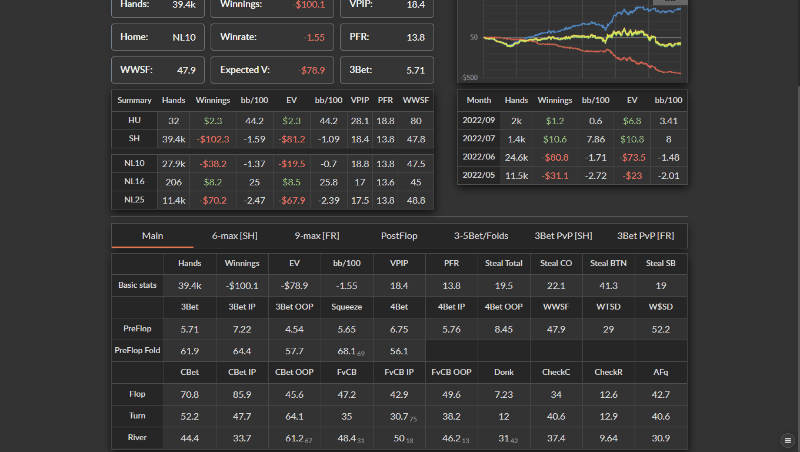 Hands: 39.4k Winnings: -$100.1 VPIP: 18.4
Home: NL10 Winrate: -1.55 PFR: 13.8
WWSF: 47.9 Expected V: -$78.9 3Bet: 5.71
$0
$500
Summary Hands Winnings bb/100 EV bb/100 VPIP PFR WWSF
HU 32 $2.3 44.2 $2.3 44.2 28.1 18.8 80
SH 39.4k -$102.3 -1.59 -$81.2 -1.09 18.4 13.8 47.8
NL10 27.9k -$38.2 -1.37 -$19.5 -0.7 18.8 13.8 47.5
NL16 206 $8.2 25 $8.5 25.8 17 13.6 45
NL25 11.4k -$70.2 -2.47 -$67.9 -2.39 17.5 13.8 48.8
Month Hands Winnings bb/100 EV bb/100
2022/09 2k $1.2 0.6 $6.8 3.41
2022/07 1.4k $10.6 7.86 $10.8 8
2022/06 24.6k -$80.8 -1.71 -$73.5 -1.48
2022/05 11.5k -$31.1 -2.72 -$23 -2.01
Main 6-max [SH] 9-max [FR] PostFlop 3-5Bet/Folds 3Bet PvP [SH] 3Bet PvP [FR]
Hands Winnings EV bb/100 VPIP PFR Steal Total Steal CO Steal BTN Steal SB
Basic stats 39.4k -$100.1 -$78.9 -1.55 18.4 13.8 19.5 22.1 41.3 19
3Bet 3Bet IP 3Bet OOP Squeeze 4Bet 4Bet IP 4Bet OOP WWSF WTSD W$SD
PreFlop 5.71 7.22 4.54 5.65 6.75 5.76 8.45 47.9 29 52.2
PreFlop Fold 61.9 64.4 57.7 68.1 69 56.1
CBet CBet IP CBet OOP FvCB FvCB IP FvCB OOP Donk CheckC CheckR AFq
Flop 70.8 85.9 45.6 47.2 42.9 49.6 7.23 34 12.6 42.7
Turn 52.2 47.7 64.1 35 30.7 75 38.2 12 40.6 12.9 40.6
River 44.4 33.7 61.2 67 48.4 31 50 18 46.2 13 31 42 37.4 9.64 30.9